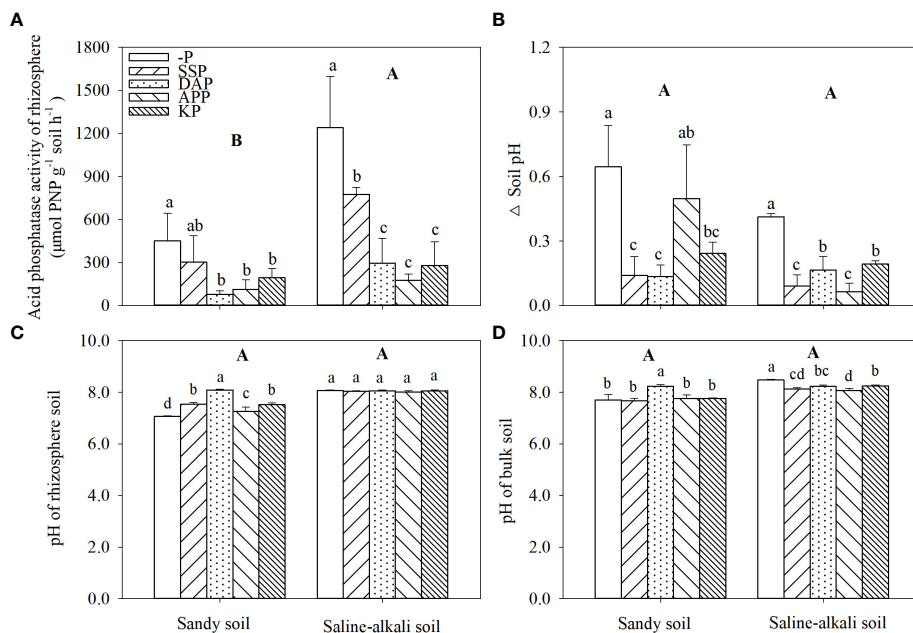 A
Acid phosphatase activity of rhizosphere
(μmol PNP g⁻¹ soil h⁻¹)
1800
1500
1200
900
600
300
0
-P
SSP
DAP
APP
KP
B
A
a
ab
b
b
b
a
b
c
c
c
B
△ Soil pH
1.2
0.9
0.6
0.3
0.0
A
A
a
c
c
ab
bc
a
c
b
c
b
C
pH of rhizosphere soil
10.0
8.0
6.0
4.0
2.0
0.0
A
A
d
b
a
c
b
a
a
a
a
a
Sandy soil
Saline-alkali soil
D
pH of bulk soil
10.0
8.0
6.0
4.0
2.0
0.0
A
A
b
b
a
b
b
a
cd
bc
d
b
Sandy soil
Saline-alkali soil